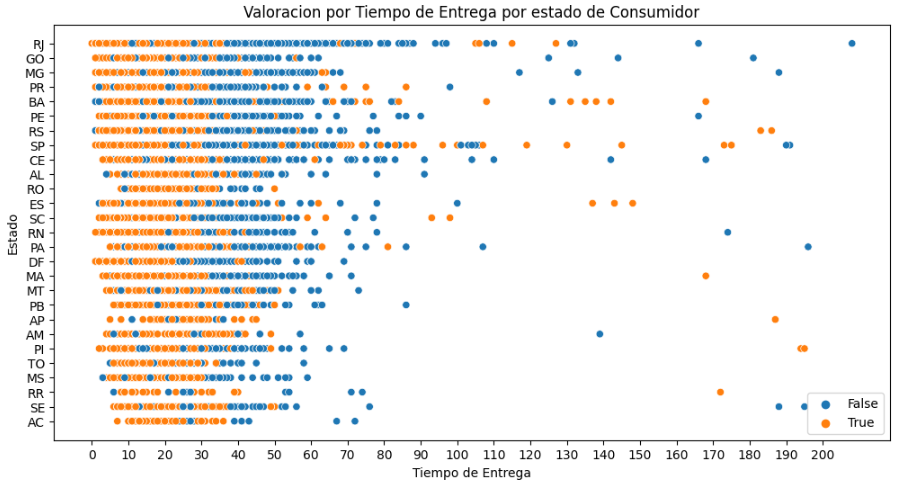 Valoracion por Tiempo de Entrega por estado de Consumidor
Estado
RJ
GO
MG
PR
BA
PE
RS
SP
CE
AL
RO
ES
SC
RN
PA
DF
MA
MT
PB
AP
AM
PI
TO
MS
RR
SE
AC
False
True
0 10 20 30 40 50 60 70 80 90 100 110 120 130 140 150 160 170 180 190 200
Tiempo de Entrega